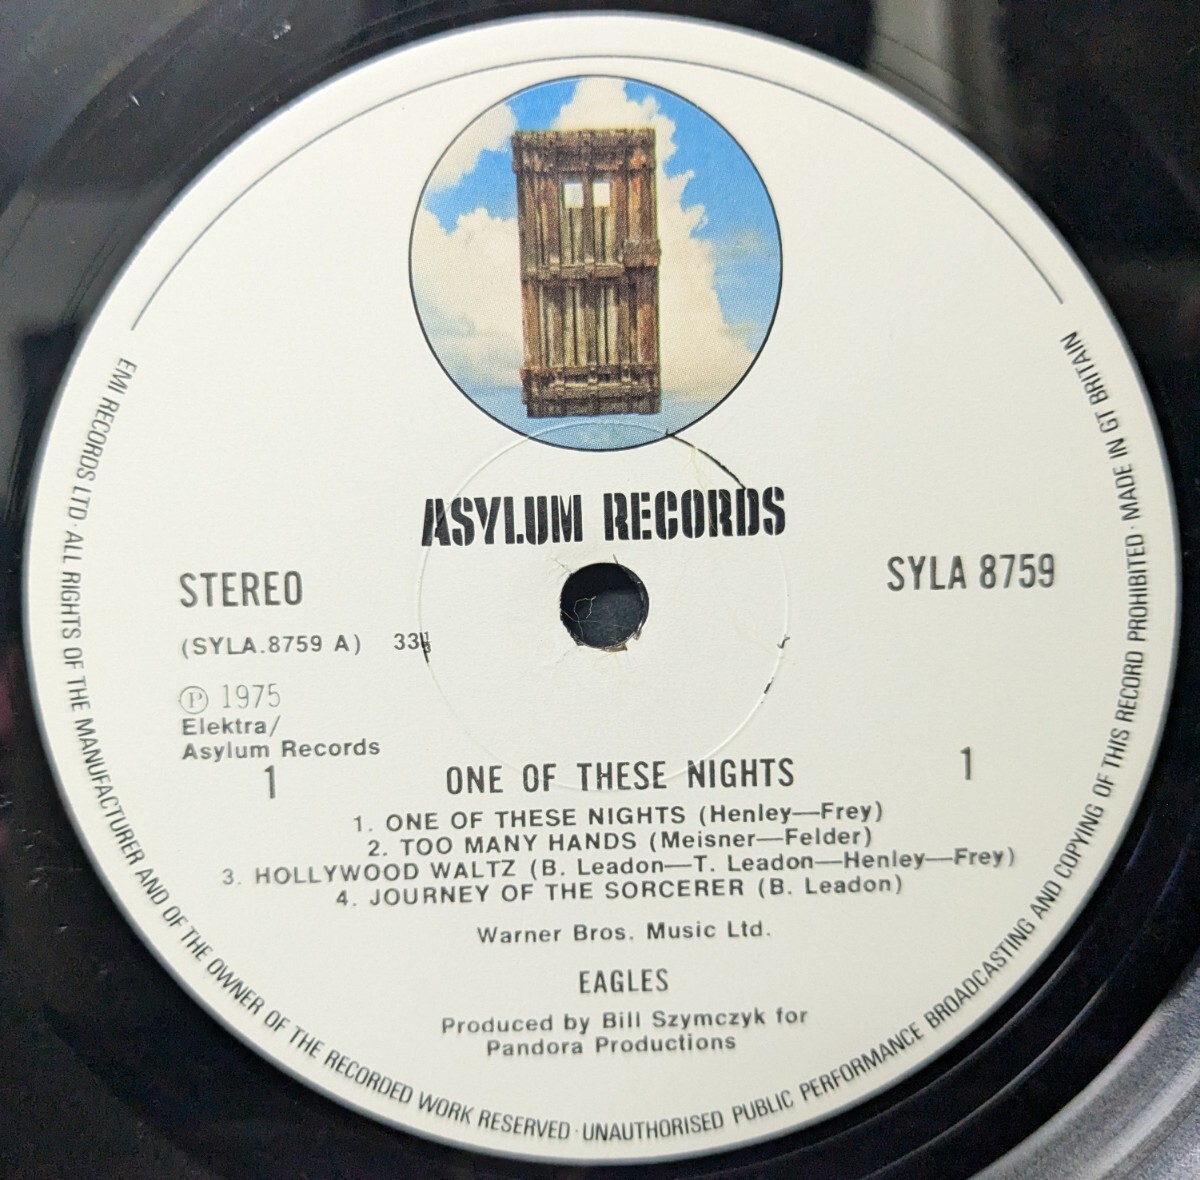 ASYLUM RECORDS
STEREO
SYLA 8759
(SYLA.8759 A) 33⅓
Ⓟ 1975
Elektra/
Asylum Records
1 ONE OF THESE NIGHTS 1
1. ONE OF THESE NIGHTS (Henley—Frey)
2. TOO MANY HANDS (Meisner—Felder)
3. HOLLYWOOD WALTZ (B. Leadon—T. Leadon—Henley—Frey)
4. JOURNEY OF THE SORCERER (B. Leadon)
Warner Bros. Music Ltd.
EAGLES
Produced by Bill Szymczyk for
Pandora Productions
EMI RECORDS LTD · ALL RIGHTS OF THE MANUFACTURER AND OF THE OWNER OF THE RECORDED WORK RESERVED · UNAUTHORISED PUBLIC PERFORMANCE BROADCASTING AND COPYING OF THIS RECORD PROHIBITED · MADE IN GT BRITAIN